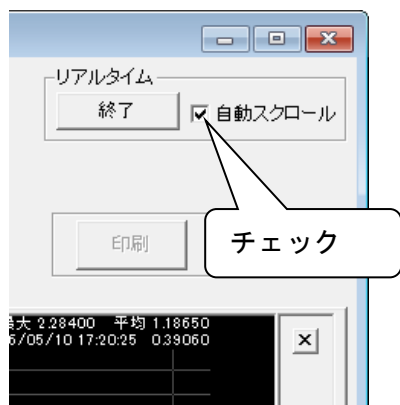 リアルタイム
終了
自動スクロール
印刷
チェック
大 2.28400 平均 1.18650
/05/10 17:20:25 0.39060